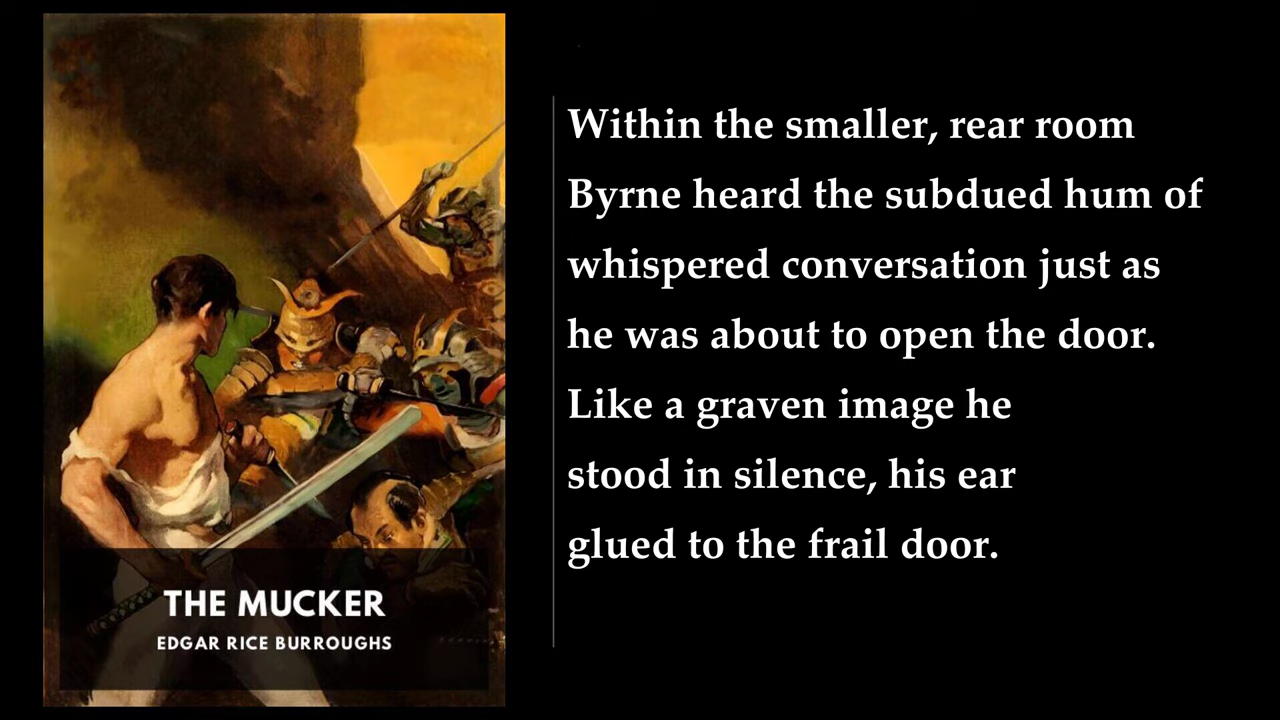 Within the smaller, rear room
Byrne heard the subdued hum of
whispered conversation just as
he was about to open the door.
Like a graven image he
stood in silence, his ear
glued to the frail door.
THE MUCKER
EDGAR RICE BURROUGHS